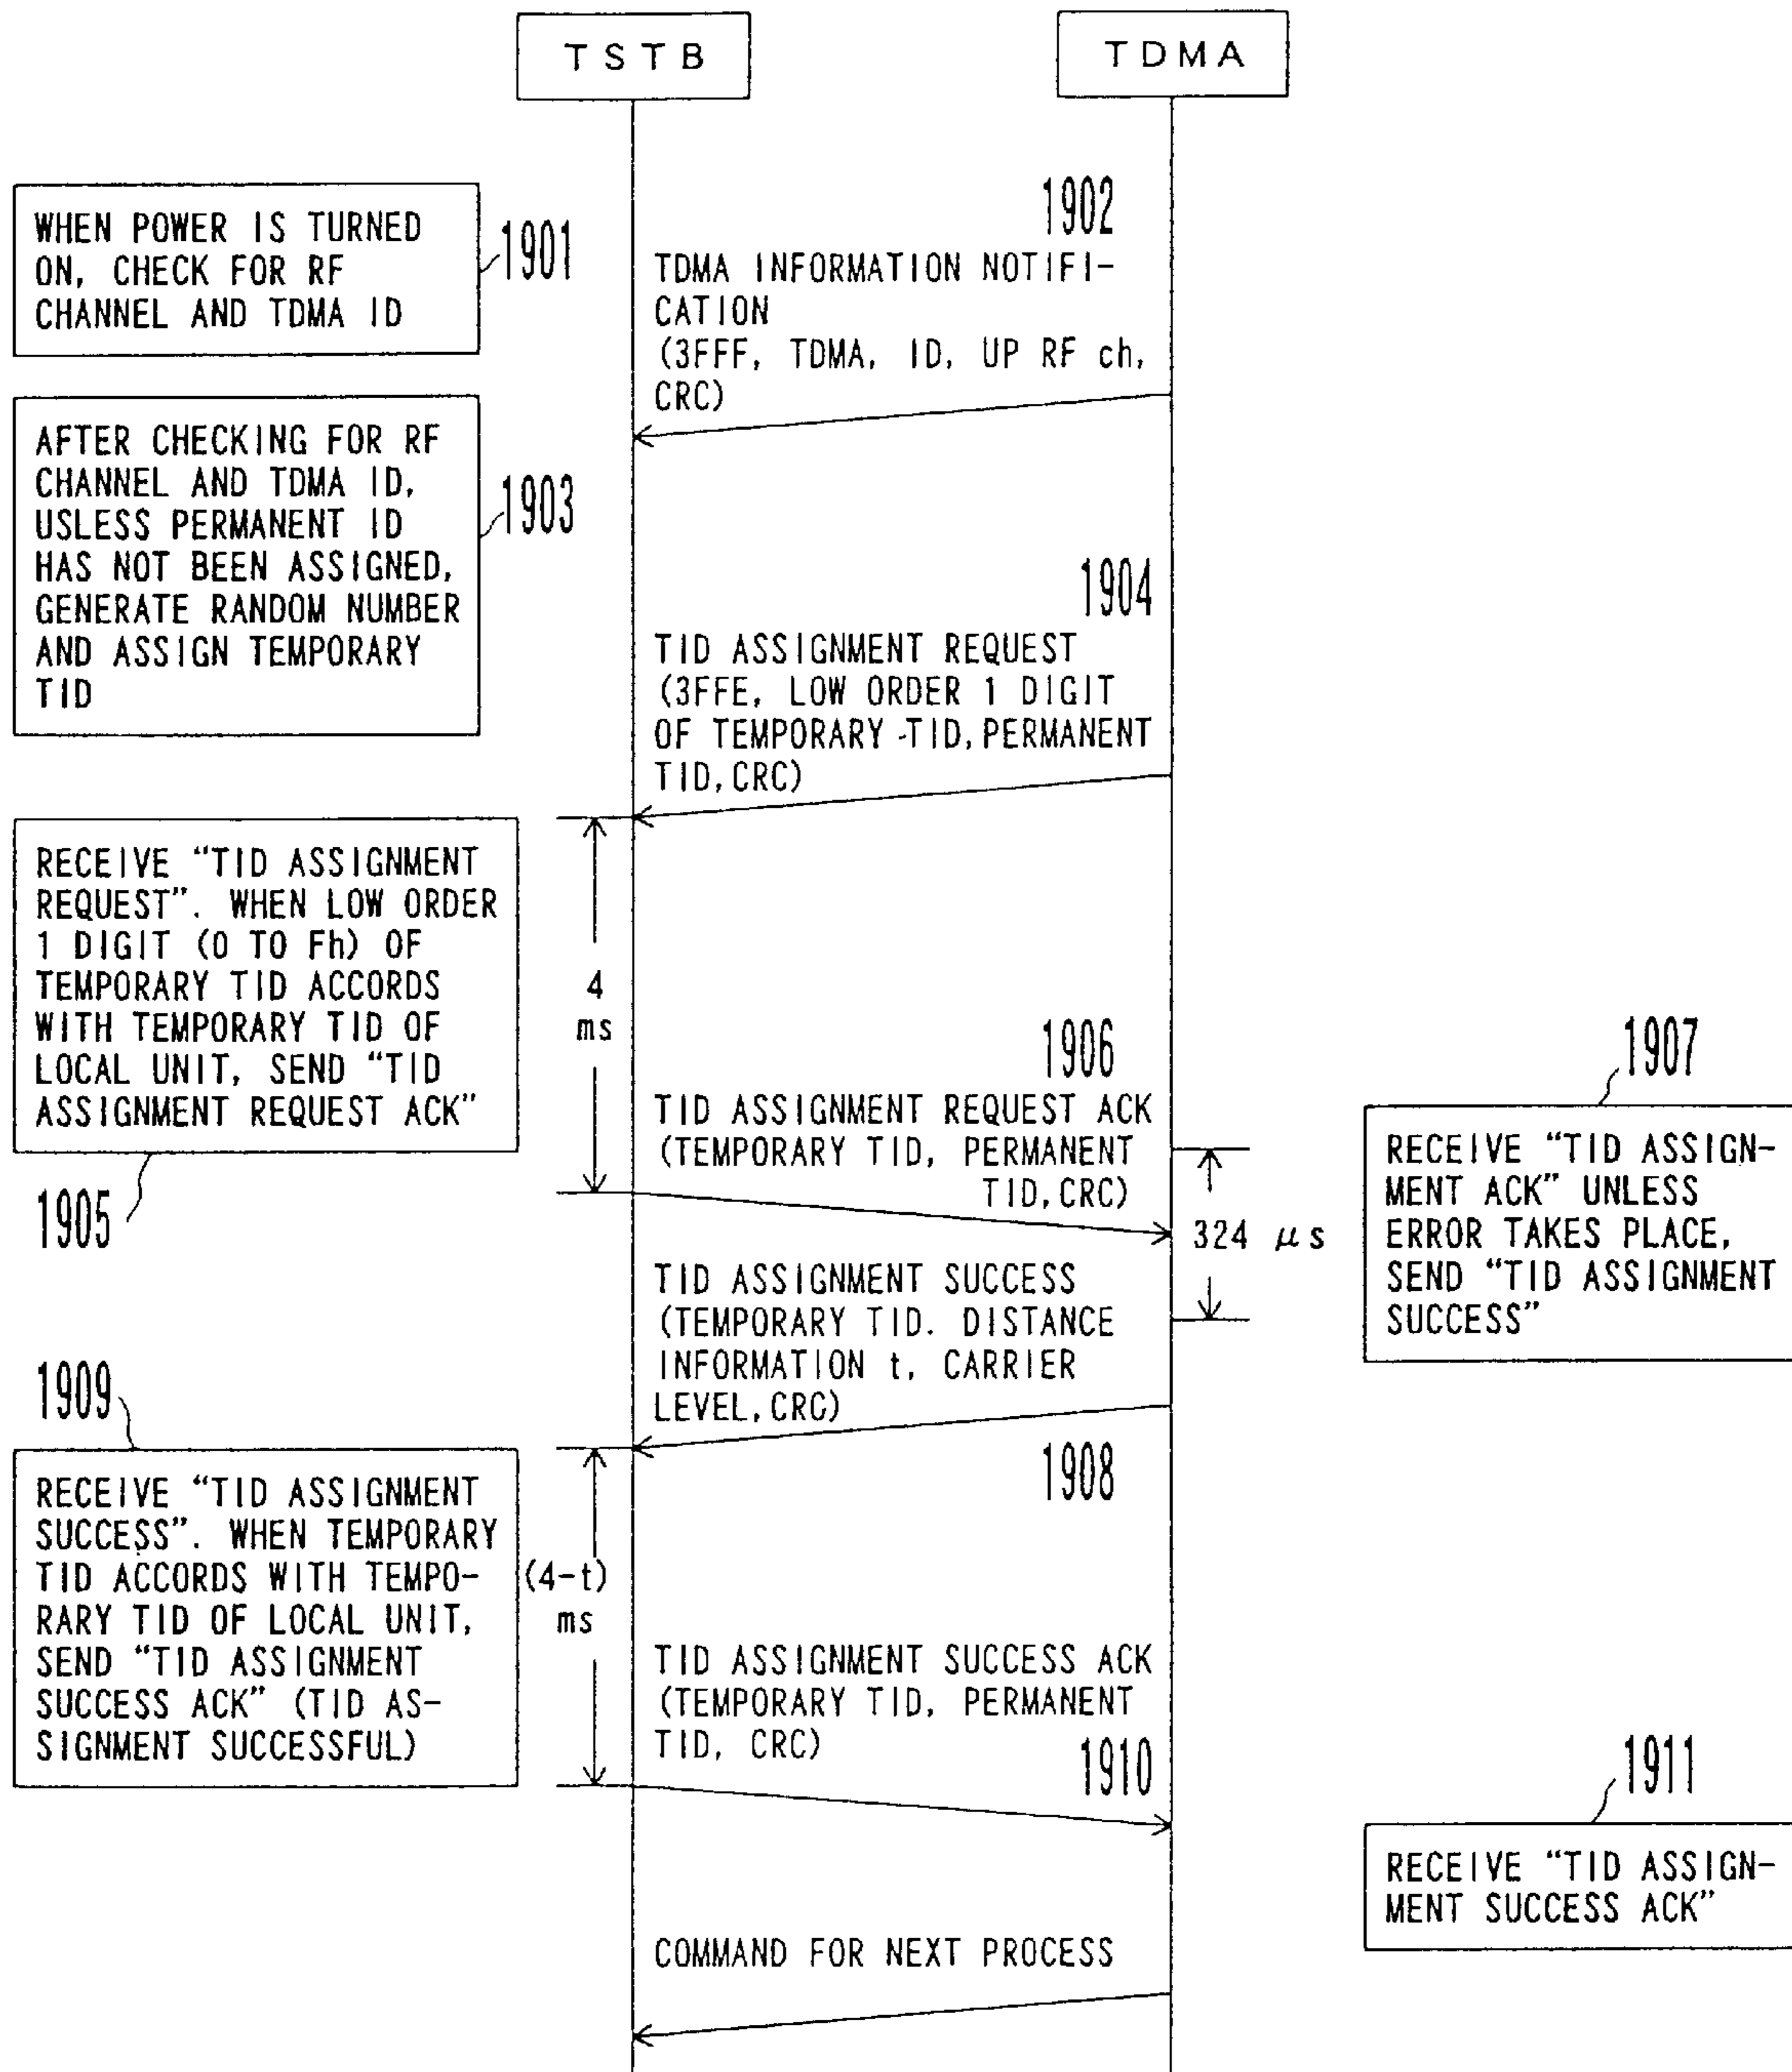 TSTB
TDMA
WHEN POWER IS TURNED
ON, CHECK FOR RF
CHANNEL AND TDMA ID
1901
1902
TDMA INFORMATION NOTIFI-
CATION
(3FFF, TDMA, ID, UP RF ch,
CRC)
AFTER CHECKING FOR RF
CHANNEL AND TDMA ID,
USLESS PERMANENT ID
HAS NOT BEEN ASSIGNED,
GENERATE RANDOM NUMBER
AND ASSIGN TEMPORARY
TID
1903
1904
TID ASSIGNMENT REQUEST
(3FFE, LOW ORDER 1 DIGIT
OF TEMPORARY -TID, PERMANENT
TID, CRC)
RECEIVE “TID ASSIGNMENT
REQUEST”. WHEN LOW ORDER
1 DIGIT (0 TO Fh) OF
TEMPORARY TID ACCORDS
WITH TEMPORARY TID OF
LOCAL UNIT, SEND “TID
ASSIGNMENT REQUEST ACK”
1905
4
ms
1906
TID ASSIGNMENT REQUEST ACK
(TEMPORARY TID, PERMANENT
TID, CRC)
324 μs
1907
RECEIVE “TID ASSIGN-
MENT ACK” UNLESS
ERROR TAKES PLACE,
SEND “TID ASSIGNMENT
SUCCESS”
TID ASSIGNMENT SUCCESS
(TEMPORARY TID. DISTANCE
INFORMATION t, CARRIER
LEVEL, CRC)
1908
1909
RECEIVE “TID ASSIGNMENT
SUCCESS”. WHEN TEMPORARY
TID ACCORDS WITH TEMPO-
RARY TID OF LOCAL UNIT,
SEND “TID ASSIGNMENT
SUCCESS ACK” (TID AS-
SIGNMENT SUCCESSFUL)
(4-t)
ms
TID ASSIGNMENT SUCCESS ACK
(TEMPORARY TID, PERMANENT
TID, CRC)
1910
1911
RECEIVE “TID ASSIGN-
MENT SUCCESS ACK”
COMMAND FOR NEXT PROCESS